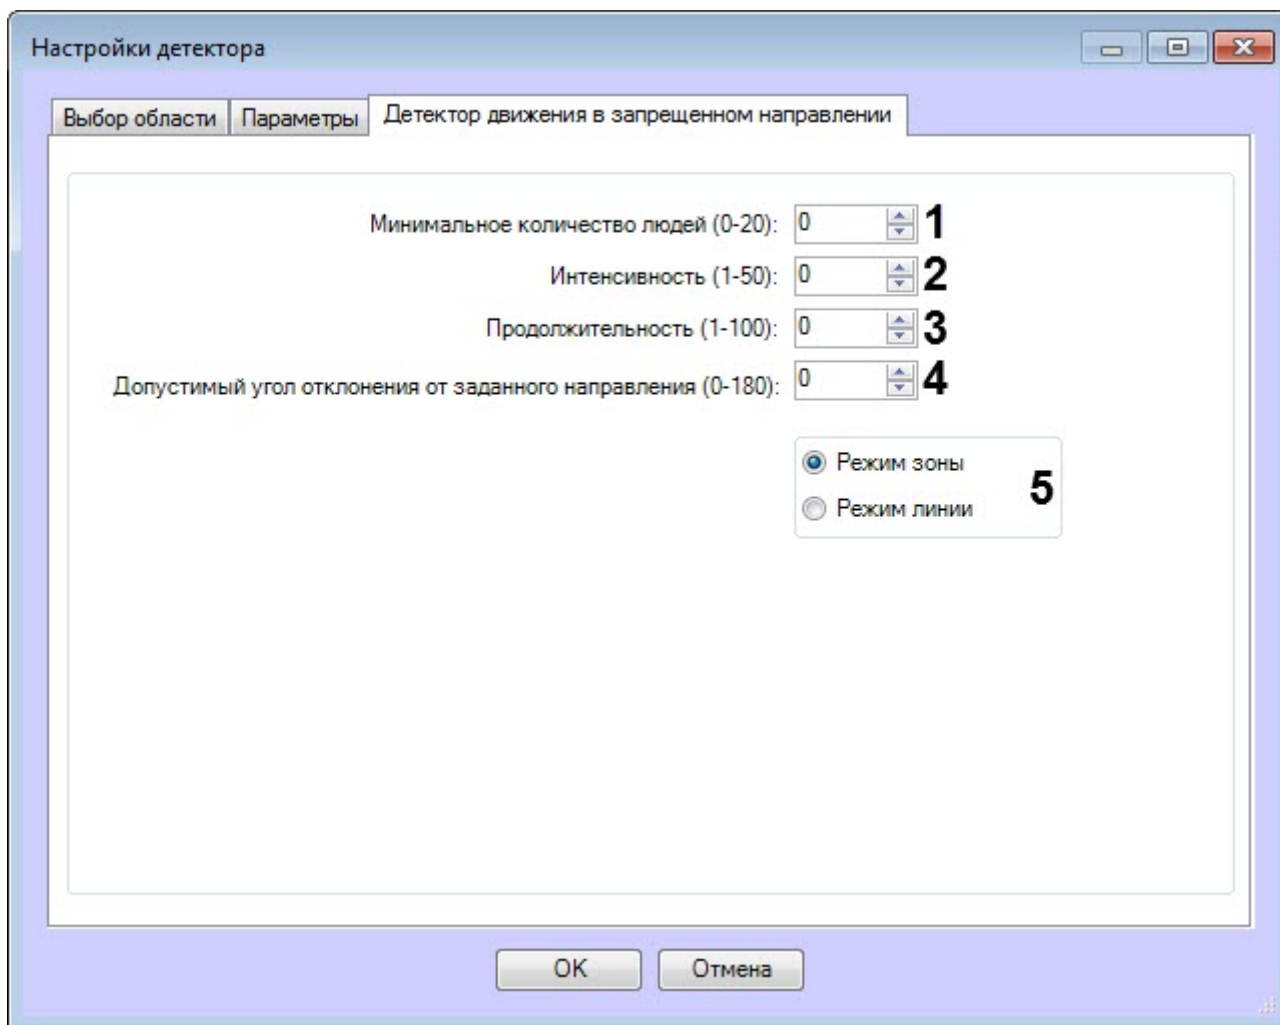 Настройки детектора
Выбор области Параметры Детектор движения в запрещенном направлении
Минимальное количество людей (0-20): 0 1
Интенсивность (1-50): 0 2
Продолжительность (1-100): 0 3
Допустимый угол отклонения от заданного направления (0-180): 0 4
Режим зоны
5
Режим линии
OK Отмена